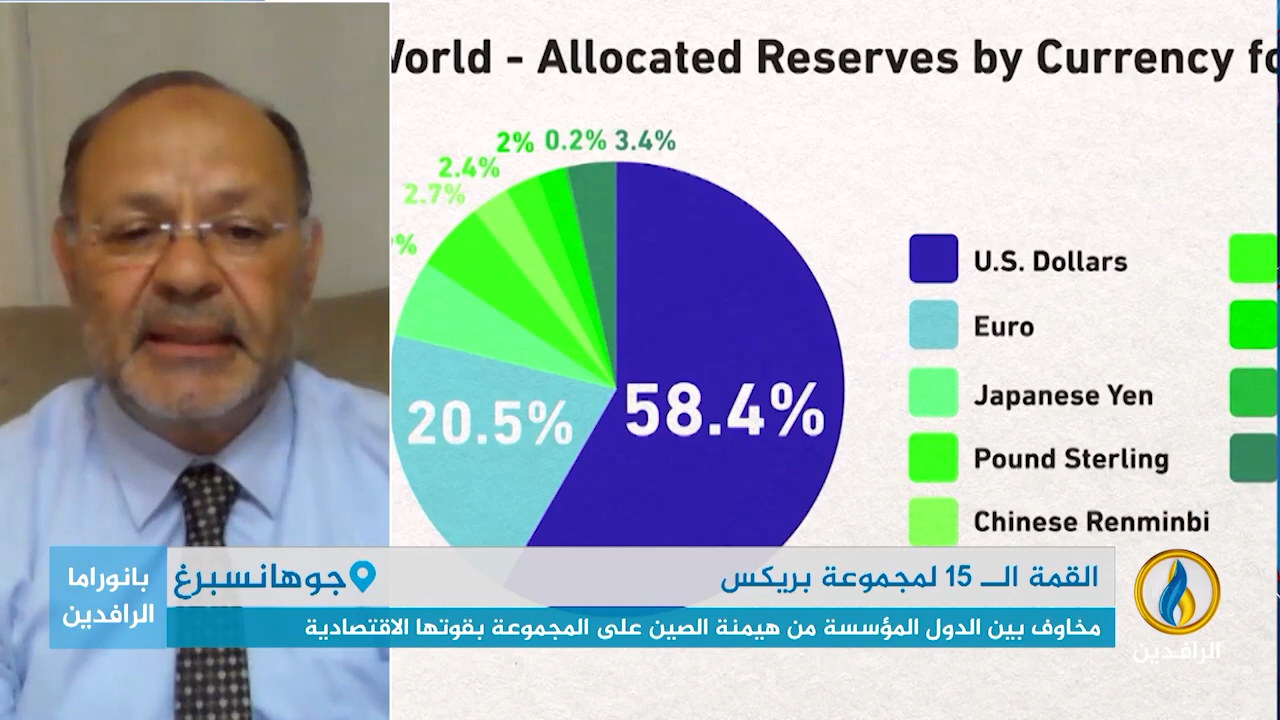 World - Allocated Reserves by Currency fo
2% 0.2% 3.4%
2.4%
2.7%
%
20.5%
58.4%
U.S. Dollars
Euro
Japanese Yen
Pound Sterling
Chinese Renminbi
القمة الـــ 15 لمجموعة بريكس
جوهانسبرغ
مخاوف بين الدول المؤسسة من هيمنة الصين على المجموعة بقوتها الاقتصادية
بانوراما
الرافدين
الرافدين